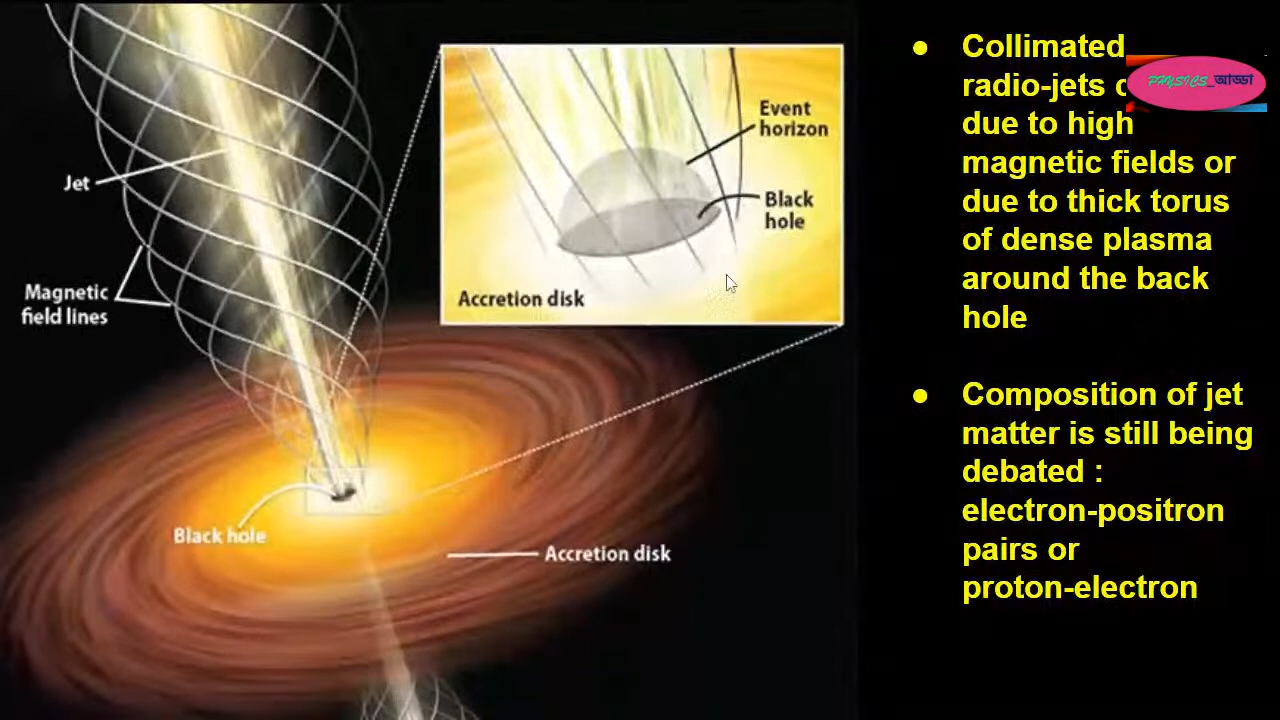 Jet
Magnetic
field lines
Black hole
Accretion disk
Event
horizon
Black
hole
Accretion disk
● Collimated
radio-jets
due to high
magnetic fields or
due to thick torus
of dense plasma
around the back
hole
● Composition of jet
matter is still being
debated :
electron-positron
pairs or
proton-electron
PHYSICS_আড্ডা